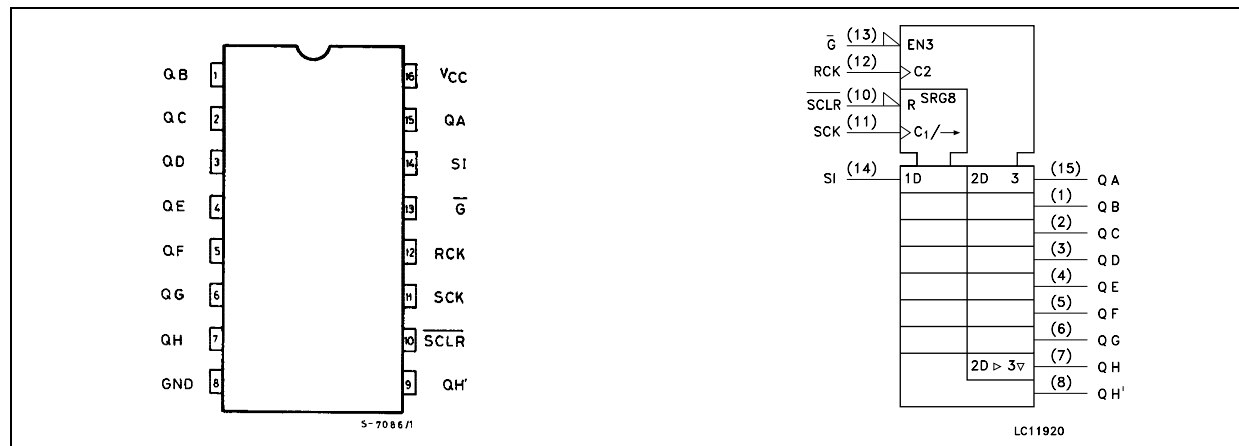 QB 1 16 VCC
QC 2 15 QA
QD 3 14 SI
QE 4 13 G̅
QF 5 12 RCK
QG 6 11 SCK
QH 7 10 S̅C̅L̅R̅
GND 8 9 QH'
S-7086/1
G̅ (13) EN3
RCK (12) C2
S̅C̅L̅R̅ (10) R SRG8
SCK (11) C1/→
SI (14) 1D 2D 3 (15) QA
(1) QB
(2) QC
(3) QD
(4) QE
(5) QF
(6) QG
2D ▷ 3▽ (7) QH
(8) QH'
LC11920